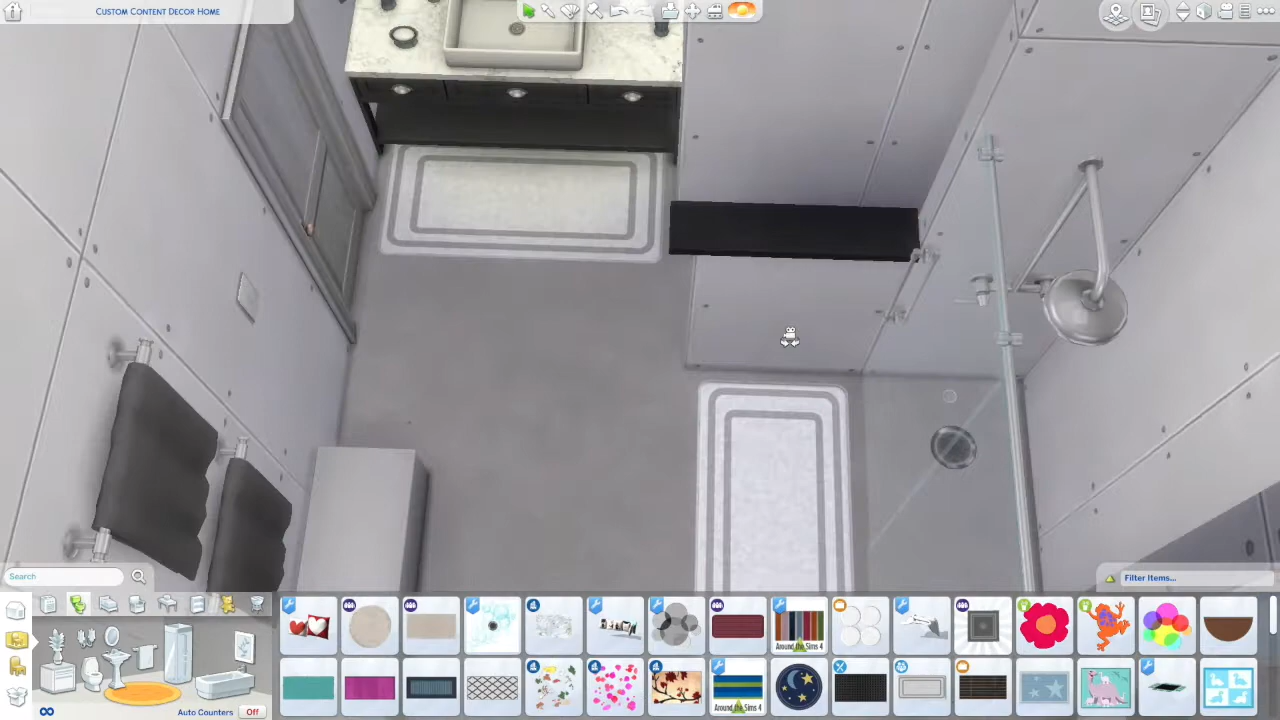 Custom Content Decor Home
Search
Filter Items...
Around the Sims 4
Around the Sims 4
Auto Counters
Off